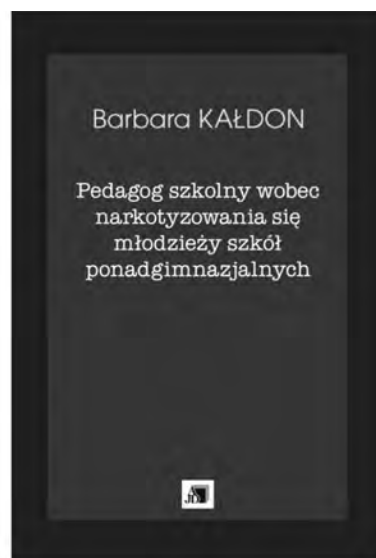 Barbara KAŁDON
Pedagog szkolny wobec
narkotyzowania się
młodzieży szkół
ponadgimnazjalnych